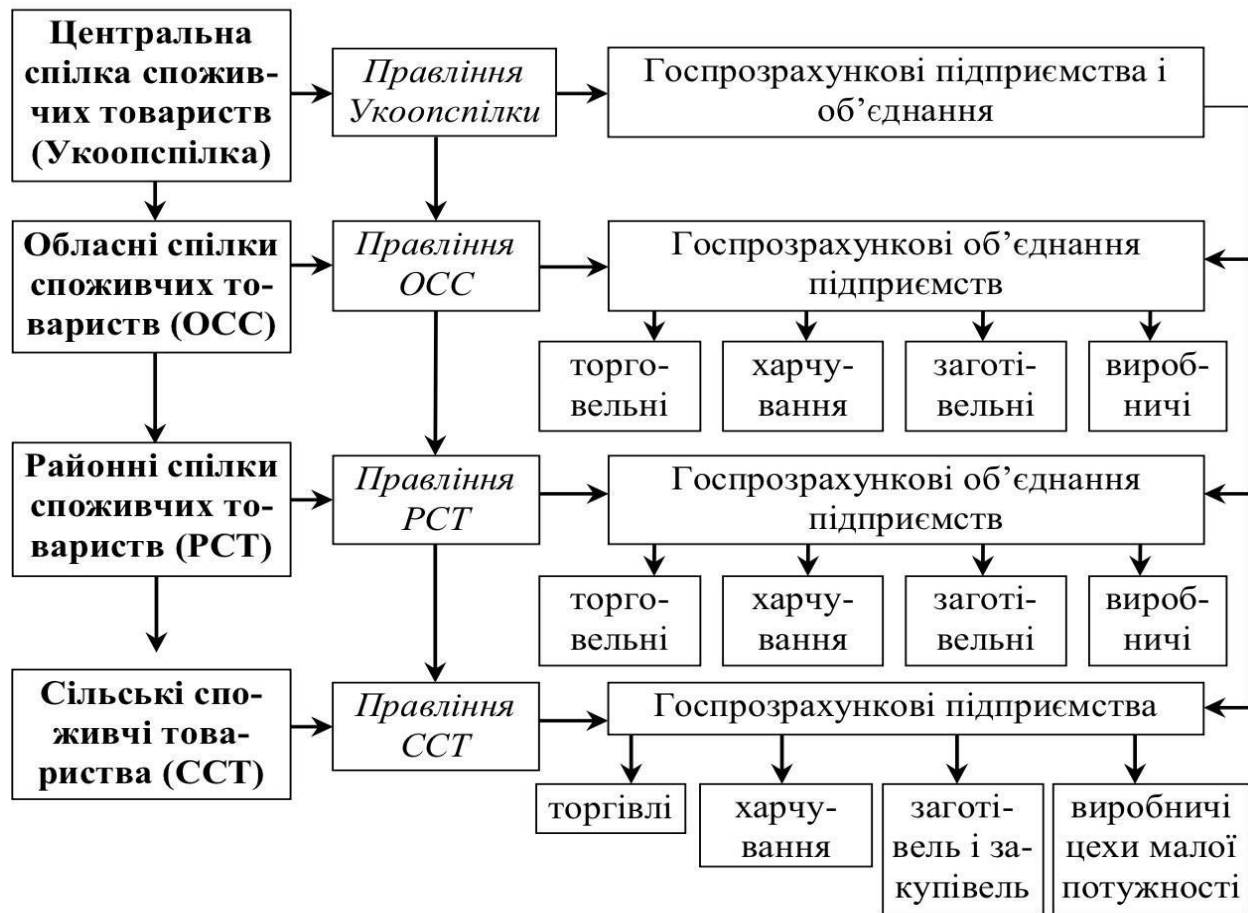 Центральна
спілка спожив-
чих товариств
(Укоопспілка)
Правління
Укоопспілки
Госпрозрахункові підприємства і
об’єднання
Обласні спілки
споживчих то-
вариств (ОСС)
Правління
ОСС
Госпрозрахункові об’єднання
підприємств
торго-
вельні
харчу-
вання
заготі-
вельні
вироб-
ничі
Районні спілки
споживчих то-
вариств (РСТ)
Правління
РСТ
Госпрозрахункові об’єднання
підприємств
торго-
вельні
харчу-
вання
заготі-
вельні
вироб-
ничі
Сільські спо-
живчі това-
риства (ССТ)
Правління
ССТ
Госпрозрахункові підприємства
торгівлі
харчу-
вання
заготі-
вель і за-
купівель
виробничі
цехи малої
потужності